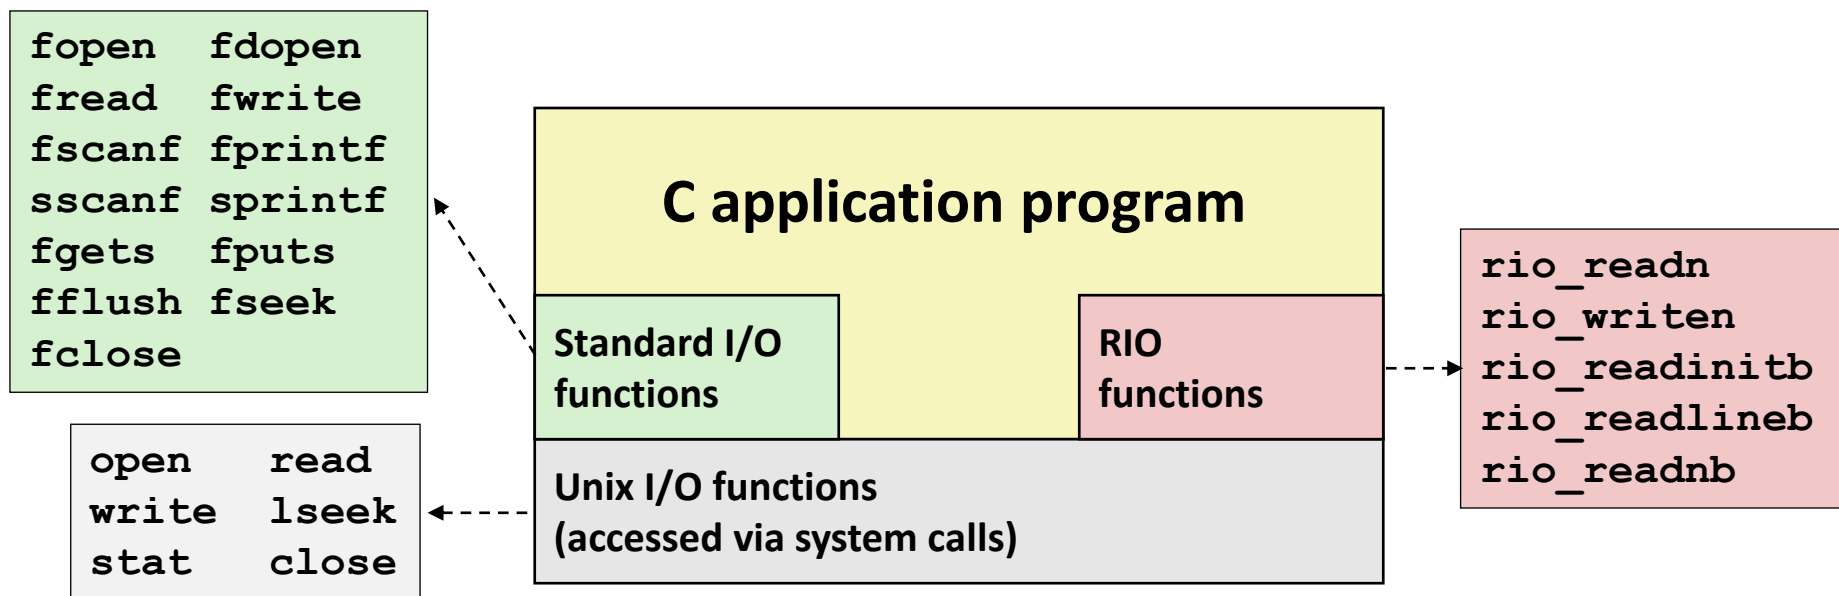 fopen fdopen
fread fwrite
fscanf fprintf
sscanf sprintf
fgets fputs
fflush fseek
fclose
C application program
Standard I/O
functions
RIO
functions
rio_readn
rio_writen
rio_readinitb
rio_readlineb
rio_readnb
open read
write lseek
stat close
Unix I/O functions
(accessed via system calls)